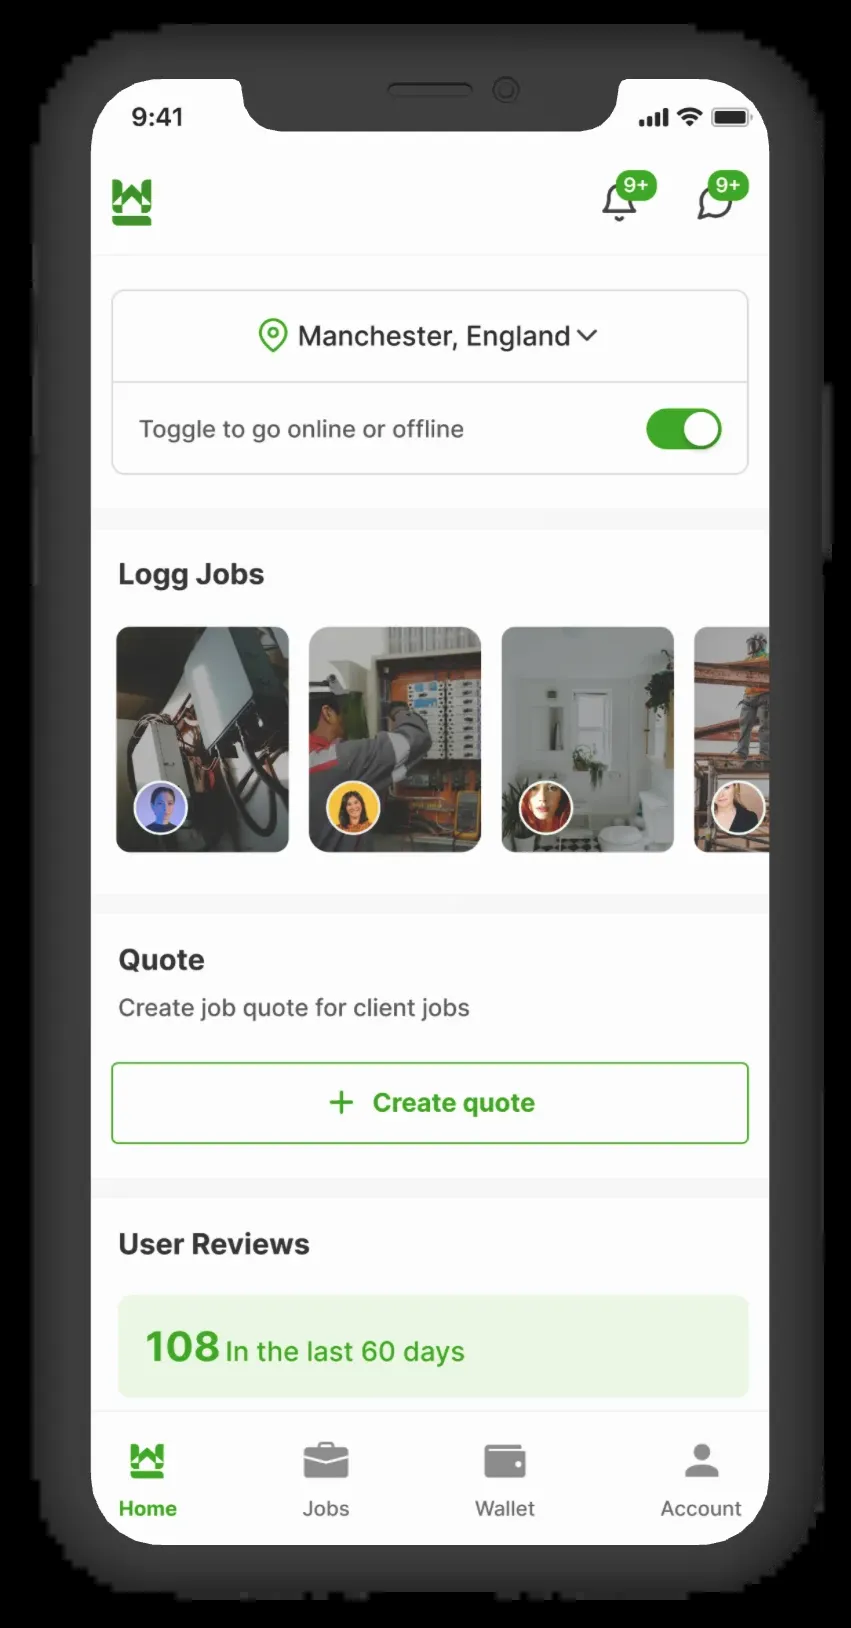 9:41
9+ 9+
Manchester, England
Toggle to go online or offline
Logg Jobs
Quote
Create job quote for client jobs
+ Create quote
User Reviews
108 In the last 60 days
Home Jobs Wallet Account